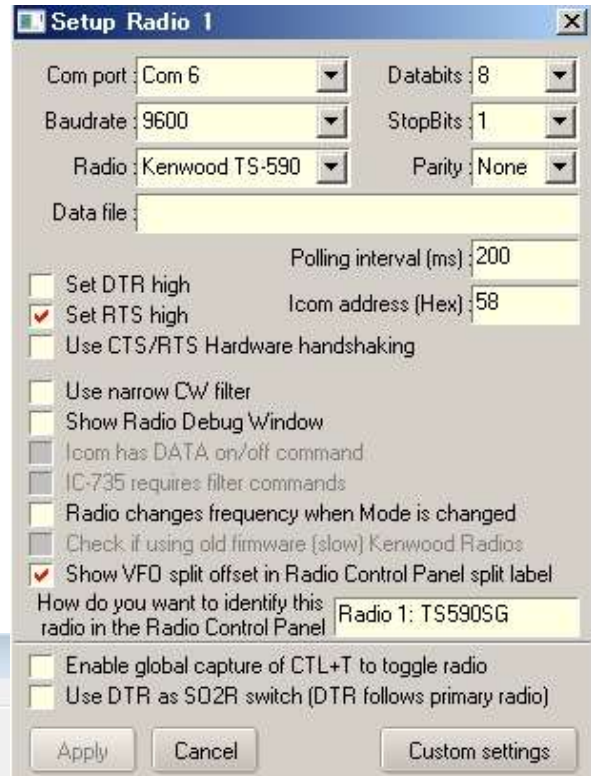 Setup Radio 1
Com port : Com 6 Databits : 8
Baudrate : 9600 StopBits : 1
Radio : Kenwood TS-590 Parity : None
Data file :
Polling interval (ms) : 200
Set DTR high
Icom address (Hex) : 58
Set RTS high
Use CTS/RTS Hardware handshaking
Use narrow CW filter
Show Radio Debug Window
Icom has DATA on/off command
IC-735 requires filter commands
Radio changes frequency when Mode is changed
Check if using old firmware (slow) Kenwood Radios
Show VFO split offset in Radio Control Panel split label
How do you want to identify this
radio in the Radio Control Panel Radio 1: TS590SG
Enable global capture of CTL+T to toggle radio
Use DTR as SO2R switch (DTR follows primary radio)
Apply Cancel Custom settings